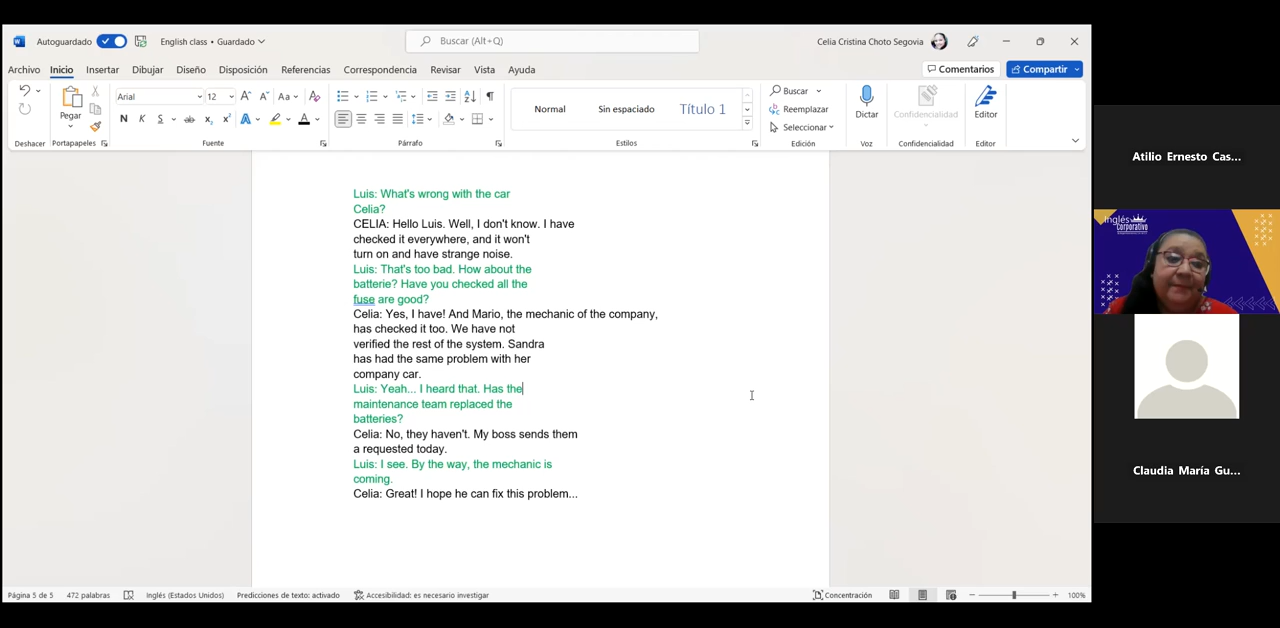 Autoguardado
English class • Guardado
Buscar (Alt+Q)
Celia Cristina Choto Segovia
Archivo Inicio Insertar Dibujar Diseño Disposición Referencias Correspondencia Revisar Vista Ayuda
Comentarios Compartir
Pegar
Arial 12
Normal Sin espaciado Título 1
Buscar
Reemplazar
Seleccionar
Dictar
Confidencialidad
Editor
Deshacer Portapapeles Fuente Párrafo Estilos Edición Voz Confidencialidad Editor
Luis: What's wrong with the car
Celia?
CELIA: Hello Luis. Well, I don't know. I have
checked it everywhere, and it won't
turn on and have strange noise.
Luis: That's too bad. How about the
batterie? Have you checked all the
fuse are good?
Celia: Yes, I have! And Mario, the mechanic of the company,
has checked it too. We have not
verified the rest of the system. Sandra
has had the same problem with her
company car.
Luis: Yeah... I heard that. Has the
maintenance team replaced the
batteries?
Celia: No, they haven't. My boss sends them
a requested today.
Luis: I see. By the way, the mechanic is
coming.
Celia: Great! I hope he can fix this problem...
Página 5 de 5 472 palabras Inglés (Estados Unidos) Predicciones de texto: activado Accesibilidad: es necesario investigar
Concentración 100%
Atilio Ernesto Cas...
Inglés
Corporativo
Claudia María Gu...